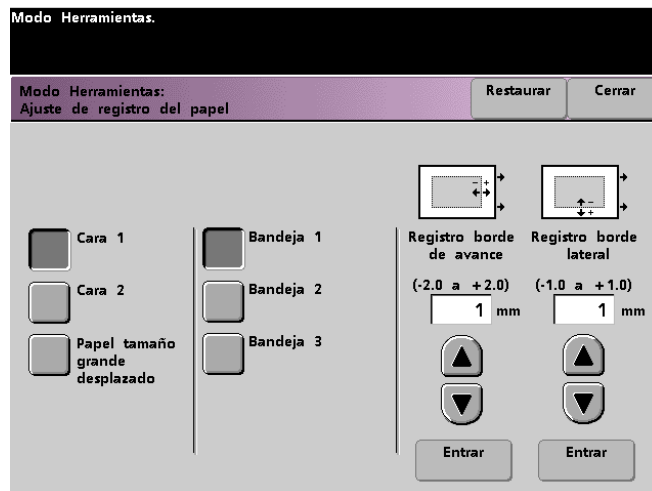 Modo Herramientas.
Modo Herramientas:
Ajuste de registro del papel
Restaurar
Cerrar
Cara 1
Cara 2
Papel tamaño
grande
desplazado
Bandeja 1
Bandeja 2
Bandeja 3
- +
Registro borde
de avance
(-2.0 a +2.0)
1 mm
Entrar
-
+
Registro borde
lateral
(-1.0 a +1.0)
1 mm
Entrar